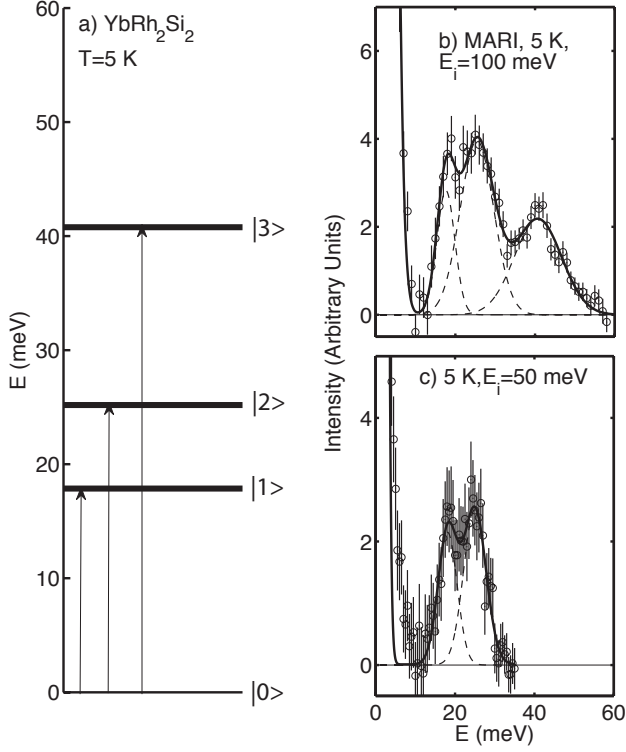 60
a) YbRh₂Si₂
T=5 K
50
40
30
20
10
0
E (meV)
|3>
|2>
|1>
|0>
b) MARI, 5 K,
Eᵢ=100 meV
6
4
2
0
Intensity (Arbitrary Units)
c) 5 K,Eᵢ=50 meV
4
2
0
0 20 40 60
E (meV)